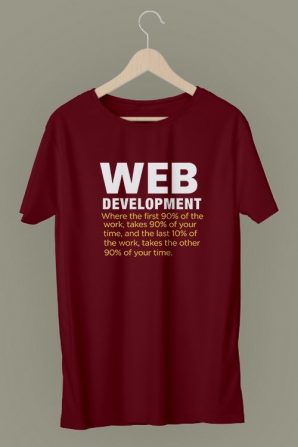 WEB
DEVELOPMENT
Where the first 90% of the
work, takes 90% of your
time, and the last 10% of
the work, takes the other
90% of your time.